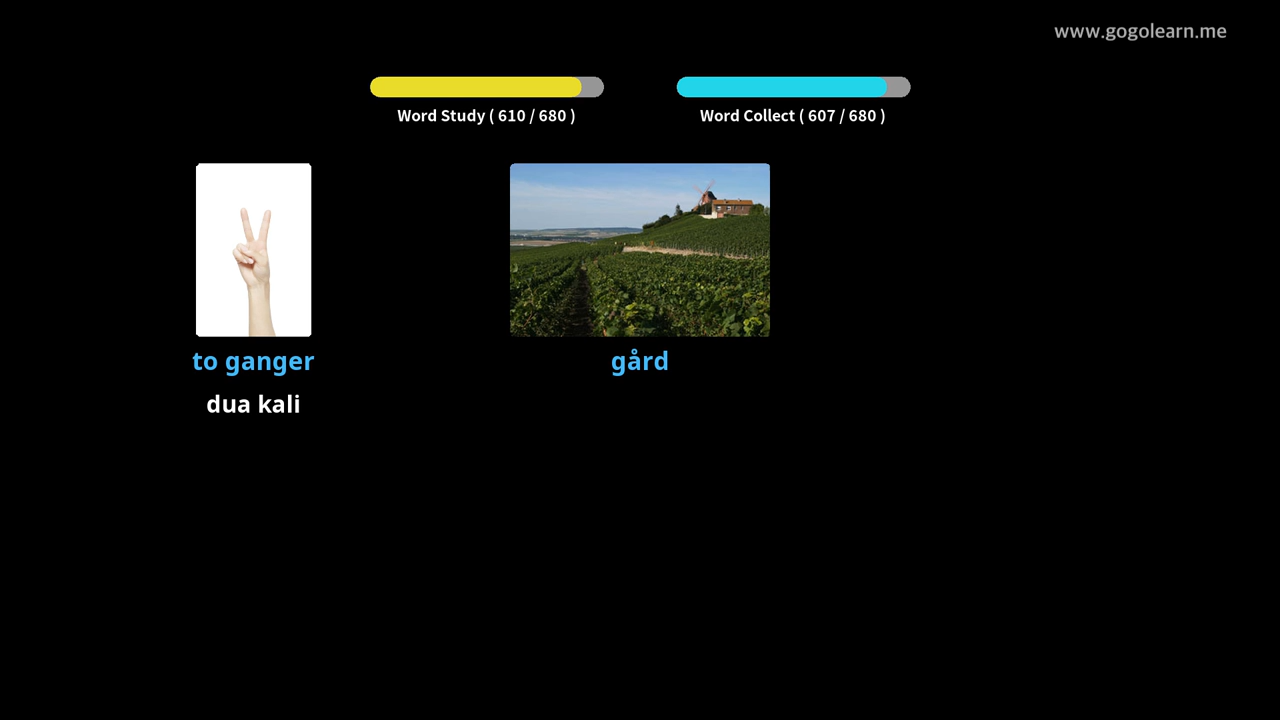 www.gogolearn.me
Word Study ( 610 / 680 )
Word Collect ( 607 / 680 )
to ganger
dua kali
gård